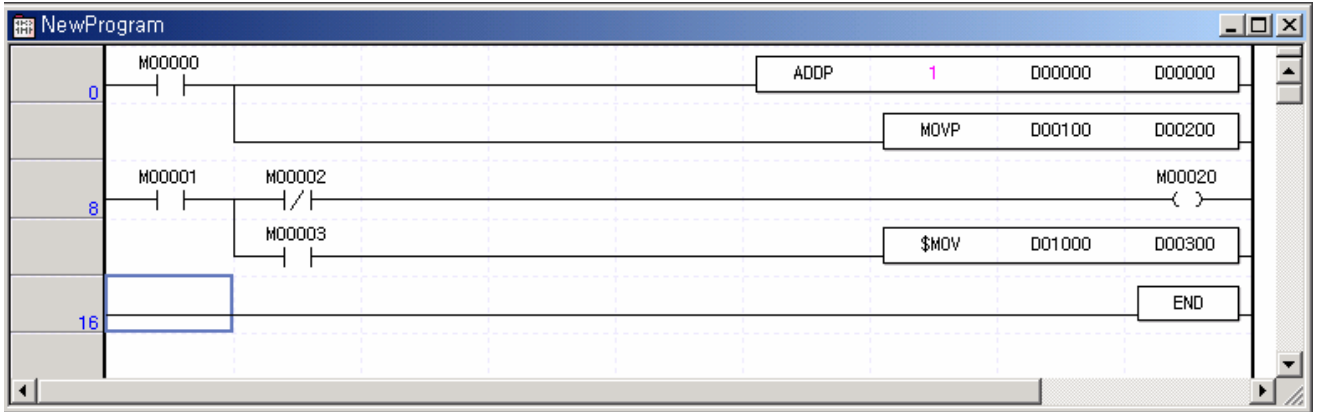 NewProgram
M00000
0 ADDP 1 D00000 D00000
MOVP D00100 D00200
M00001 M00002 M00020
8
M00003
$MOV D01000 D00300
END
16